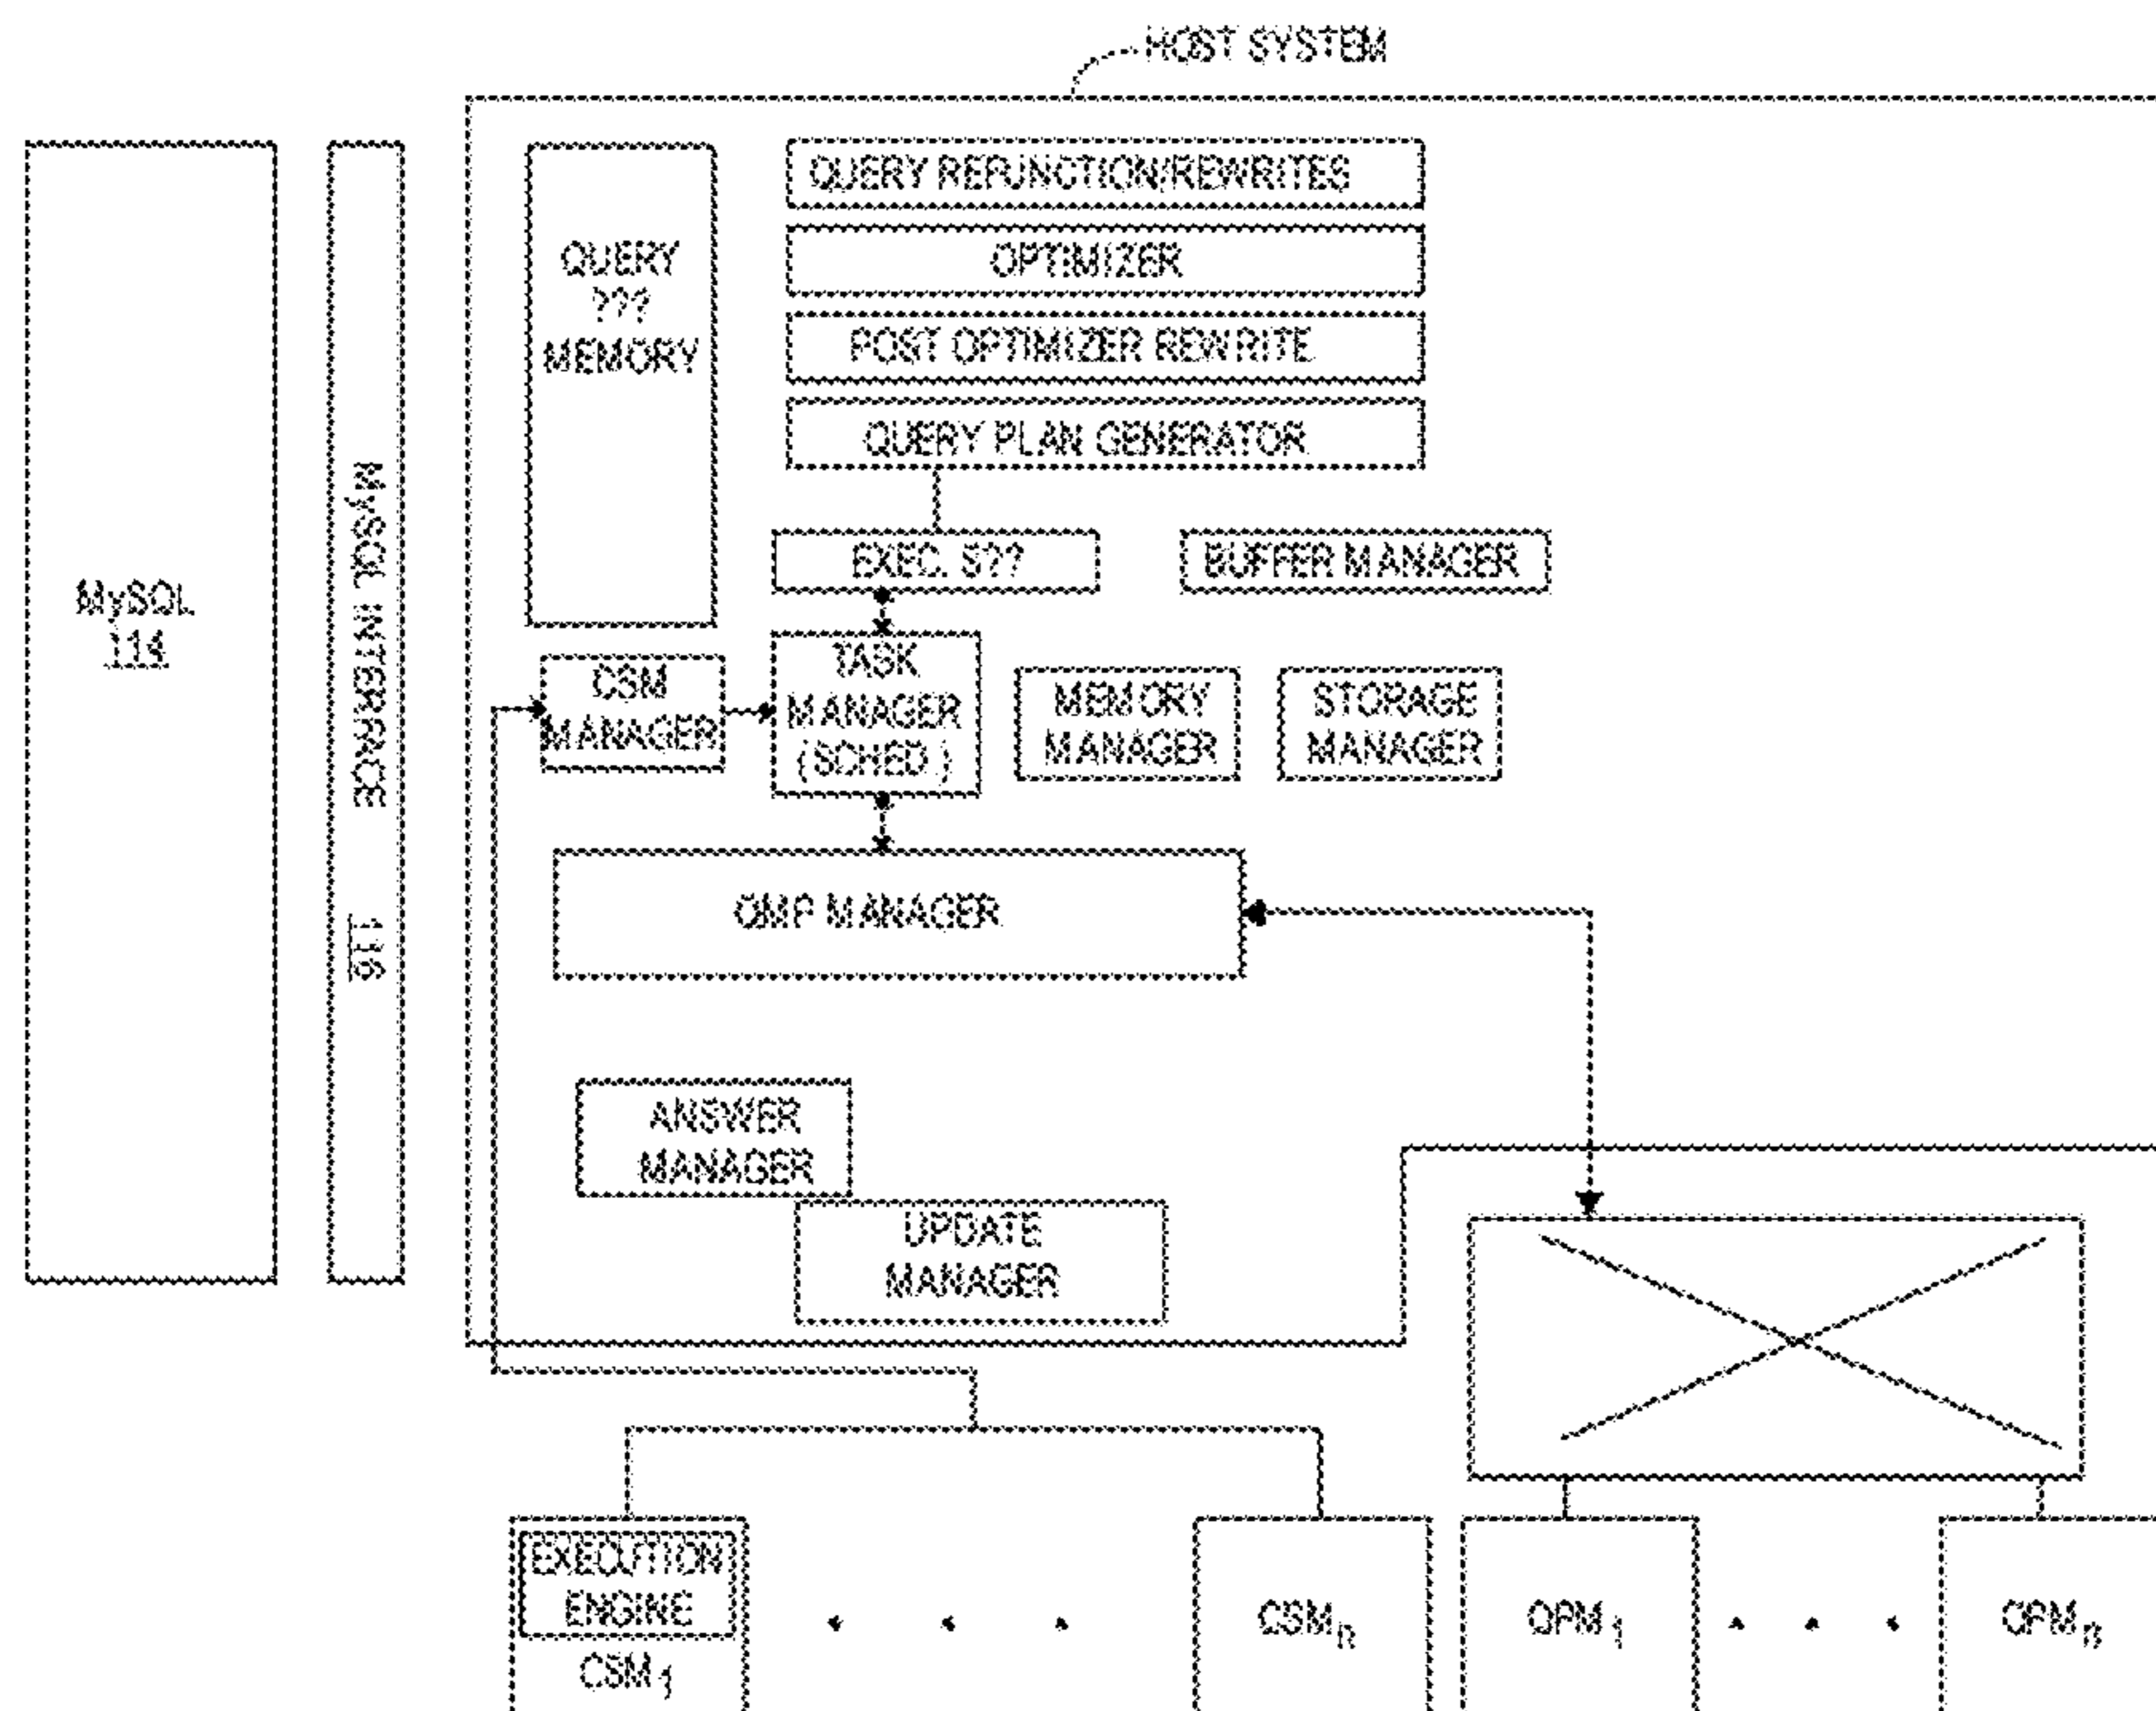 HOST SYSTEM
MySQL
114
MySQL INTERFACE 116
QUERY
???
MEMORY
QUERY REFUNCTION/REWRITES
OPTIMIZER
POST OPTIMIZER REWRITE
QUERY PLAN GENERATOR
EXEC. S??
BUFFER MANAGER
CSM
MANAGER
TASK
MANAGER
(SCHED.)
MEMORY
MANAGER
STORAGE
MANAGER
QMP MANAGER
ANSWER
MANAGER
UPDATE
MANAGER
EXECUTION
ENGINE
CSM1
CSMn
QPM1
QPMn